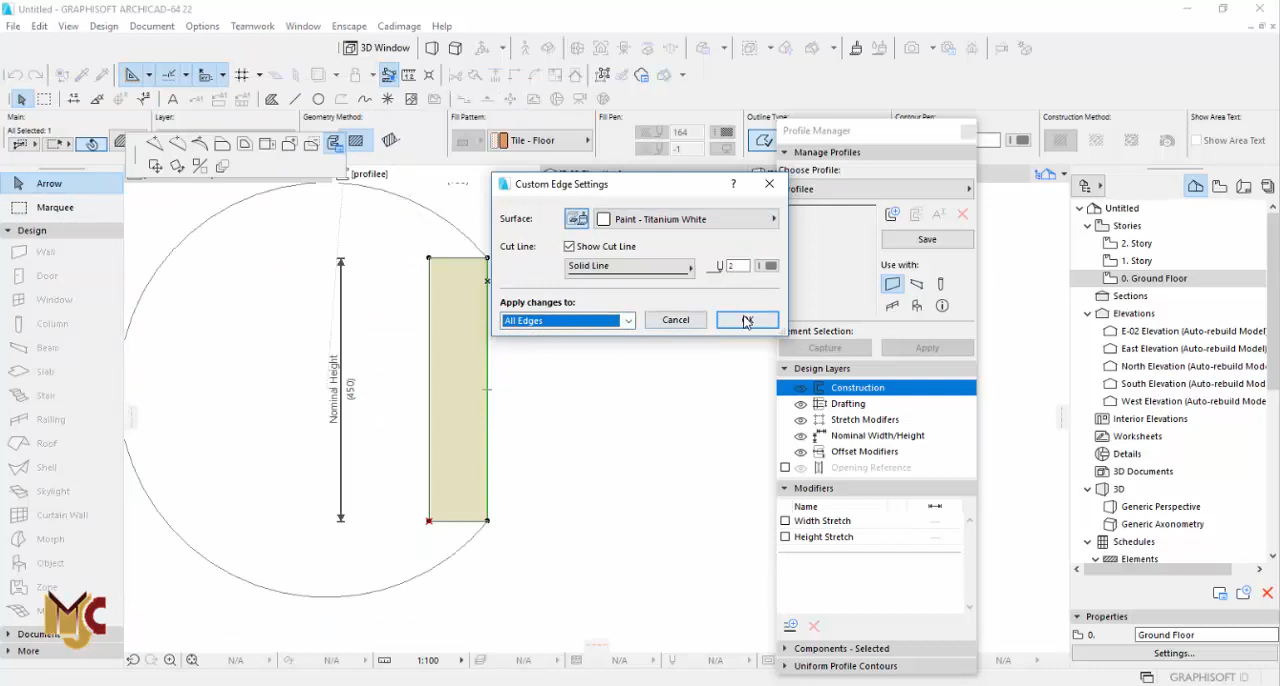 Untitled - GRAPHISOFT ARCHICAD-64 22
File Edit View Design Document Options Teamwork Window Enscape Cadimage Help
3D Window
Main: Layer: Geometry Method: Fill Pattern: Fill Pen: Outline Type: Contour Pen: Construction Method: Show Area Text:
All Selected: 1
Tile - Floor
164
-1
Show Area Text
[profilee]
Arrow
Marquee
Design
Wall
Door
Window
Column
Beam
Slab
Stair
Railling
Roof
Shell
Skylight
Curtain Wall
Morph
Object
Zone
M
MJC
Docume
More
Nominal Height
(450)
Custom Edge Settings
?
Surface:
Paint - Titanium White
Cut Line:
Show Cut Line
Solid Line
2
Apply changes to:
All Edges
Cancel
Profile Manager
Manage Profiles
Choose Profile:
rofilee
Save
Use with:
ement Selection:
Capture
Apply
Design Layers
Construction
Drafting
Stretch Modifiers
Nominal Width/Height
Offset Modifiers
Opening Reference
Modifiers
Name
Width Stretch
Height Stretch
Components - Selected
Uniform Profile Contours
Untitled
Stories
2. Story
1. Story
0. Ground Floor
Sections
Elevations
E-02 Elevation (Auto-rebuild Model)
East Elevation (Auto-rebuild Model)
North Elevation (Auto-rebuild Model
South Elevation (Auto-rebuild Mode
West Elevation (Auto-rebuild Mode
Interior Elevations
Worksheets
Details
3D Documents
3D
Generic Perspective
Generic Axonometry
Schedules
Elements
Properties
0.
Ground Floor
Settings...
N/A N/A 1:100 N/A N/A N/A N/A
GRAPHISOFT ID